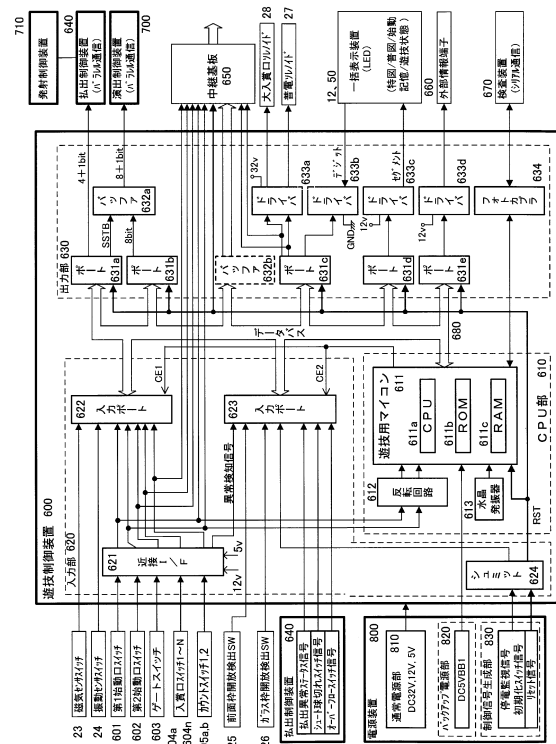 710
発射制御装置
640
払出制御装置
(パラレル通信)
700
演出制御装置
(パラレル通信)
中継基板
650
28
大入賞口ソレノイド
27
普電ソレノイド
12、50
一括表示装置
(LED)
(特図/普図/始動
記憶/遊技状態)
660
外部情報端子
670
検査装置
(シリアル通信)
4+1bit
8+1bit
バッファ
632a
SSTB
8bit
32v
ドライバ
633a
デジット
ドライバ
633b
GND
12v
セグメント
ドライバ
633c
12v
ドライバ
633d
フォトカプラ
634
出力部 630
ポート
631a
ポート
631b
バッファ
632b
ポート
631c
ポート
631d
ポート
631e
データバス
680
CE1
CE2
622
入力ポート
623
入力ポート
異常検知信号
遊技用マイコン
611
611a
CPU
611b
ROM
611c
RAM
610
CPU部
612
反転回路
613
水晶発振器
RST
遊技制御装置 600
入力部 620
621
近接I/F
12v
5v
シュミット
624
23
磁気センサスイッチ
24
振動センサスイッチ
601
第1始動口スイッチ
602
第2始動口スイッチ
603
ゲートスイッチ
04a
604n
入賞口スイッチ1~N
05a,b
カウントスイッチ1,2
25
前面枠開放検出SW
26
ガラス枠開放検出SW
払出制御装置
640
払出異常ステータス信号
シュート球切れスイッチ信号
オーバーフロースイッチ信号
電源装置
800
通常電源部
810
DC32V,12V, 5V
バックアップ電源部
820
DC5VBB1
制御信号生成部
830
停電監視信号
初期化スイッチ信号
リセット信号